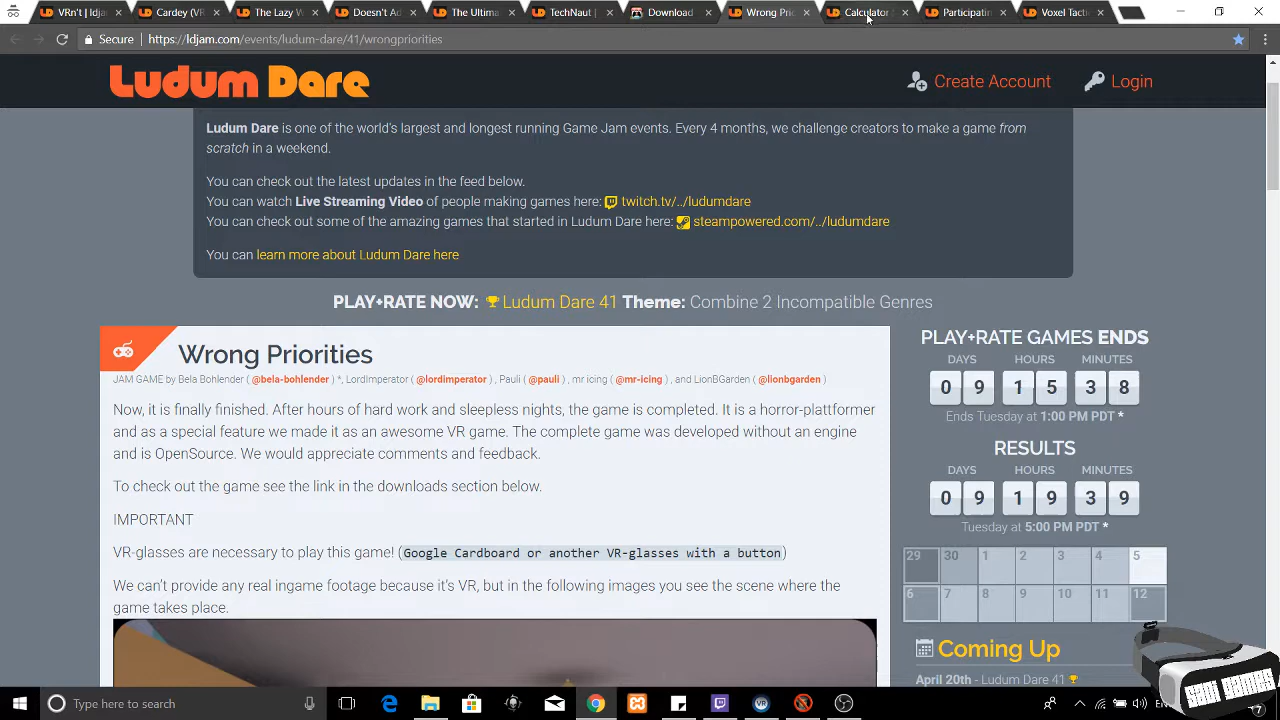 VRn't | ldjam
Cardey (VR
The Lazy W
Doesn't Ad
The Ultima
TechNaut |
Download
Wrong Prio
Calculator
Participatin
Voxel Tacti
Secure | https://ldjam.com/events/ludum-dare/41/wrongpriorities
LUDUM DARE
Create Account
Login
Ludum Dare is one of the world's largest and longest running Game Jam events. Every 4 months, we challenge creators to make a game from
scratch in a weekend.
You can check out the latest updates in the feed below.
You can watch Live Streaming Video of people making games here: twitch.tv/../ludumdare
You can check out some of the amazing games that started in Ludum Dare here: steampowered.com/../ludumdare
You can learn more about Ludum Dare here
PLAY+RATE NOW: Ludum Dare 41 Theme: Combine 2 Incompatible Genres
Wrong Priorities
JAM GAME by Bela Bohlender ( @bela-bohlender ) *, LordImperator ( @lordimperator ), Pauli ( @pauli ), mr icing ( @mr-icing ), and LionBGarden ( @lionbgarden )
Now, it is finally finished. After hours of hard work and sleepless nights, the game is completed. It is a horror-plattformer
and as a special feature we made it as an awesome VR game. The complete game was developed without an engine
and is OpenSource. We would appreciate comments and feedback.
To check out the game see the link in the downloads section below.
IMPORTANT
VR-glasses are necessary to play this game! (Google Cardboard or another VR-glasses with a button)
We can't provide any real ingame footage because it's VR, but in the following images you see the scene where the
game takes place.
PLAY+RATE GAMES ENDS
DAYS HOURS MINUTES
0 9 1 5 3 8
Ends Tuesday at 1:00 PM PDT *
RESULTS
DAYS HOURS MINUTES
0 9 1 9 3 9
Tuesday at 5:00 PM PDT *
29 30 1 2 3 4 5
6 7 8 9 10 11 12
Coming Up
April 20th - Ludum Dare 41
Type here to search